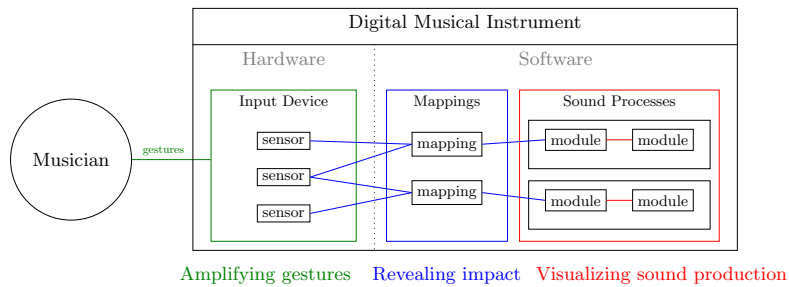 Digital Musical Instrument
Hardware
Software
Input Device
Mappings
Sound Processes
sensor
mapping
module
module
Musician
gestures
sensor
mapping
module
module
sensor
Amplifying gestures
Revealing impact
Visualizing sound production